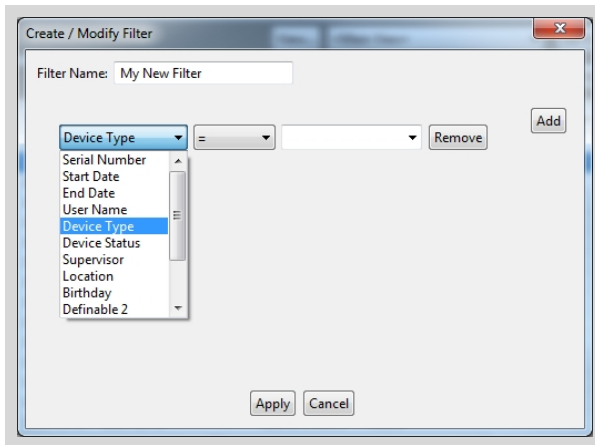 Create / Modify Filter
Filter Name: My New Filter
Add
Device Type = Remove
Serial Number
Start Date
End Date
User Name
Device Type
Device Status
Supervisor
Location
Birthday
Definable 2
Apply Cancel